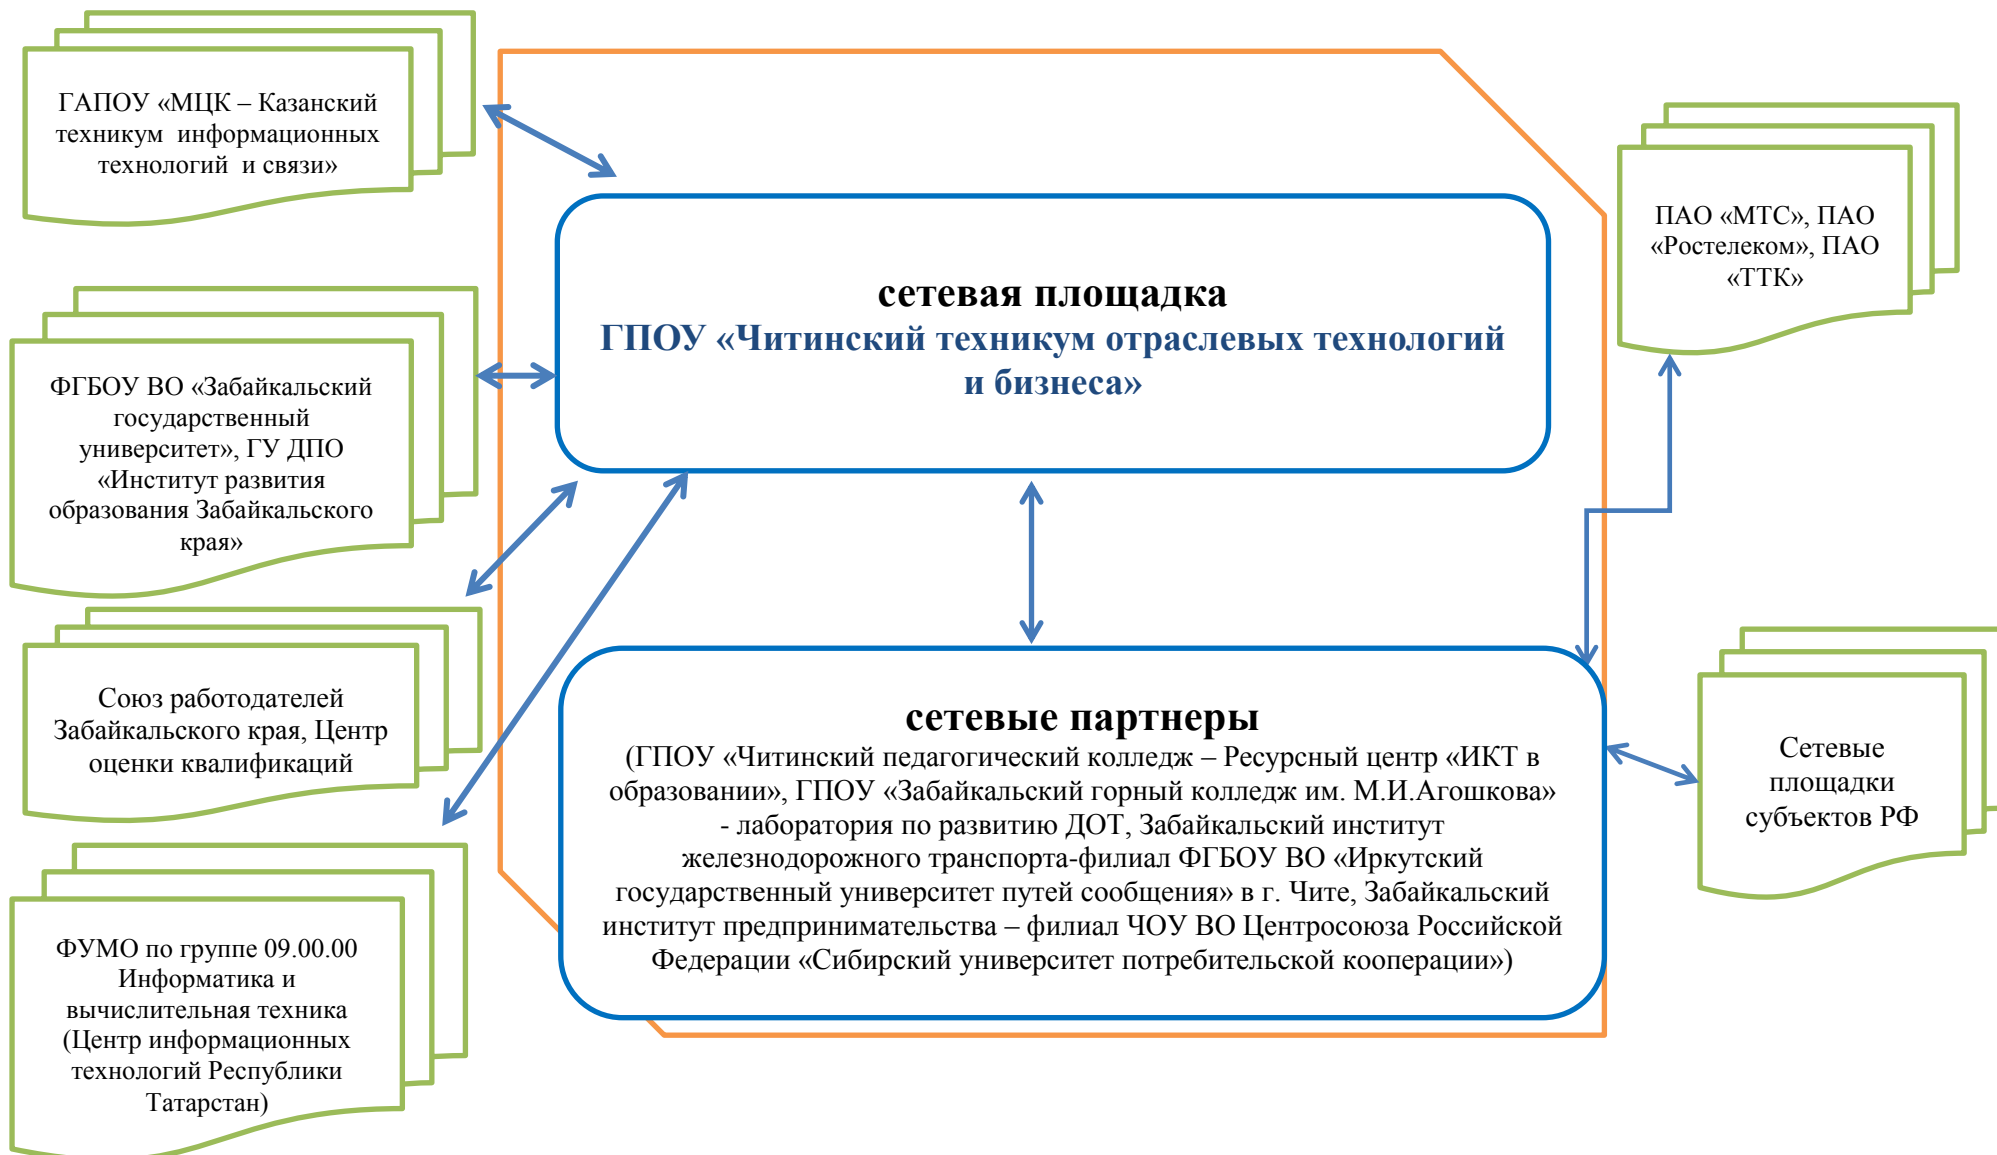 ГАПОУ «МЦК – Казанский
техникум информационных
технологий и связи»
ФГБОУ ВО «Забайкальский
государственный
университет», ГУ ДПО
«Институт развития
образования Забайкальского
края»
Союз работодателей
Забайкальского края, Центр
оценки квалификаций
ФУМО по группе 09.00.00
Информатика и
вычислительная техника
(Центр информационных
технологий Республики
Татарстан)
сетевая площадка
ГПОУ «Читинский техникум отраслевых технологий
и бизнеса»
сетевые партнеры
(ГПОУ «Читинский педагогический колледж – Ресурсный центр «ИКТ в
образовании», ГПОУ «Забайкальский горный колледж им. М.И.Агошкова»
- лаборатория по развитию ДОТ, Забайкальский институт
железнодорожного транспорта-филиал ФГБОУ ВО «Иркутский
государственный университет путей сообщения» в г. Чите, Забайкальский
институт предпринимательства – филиал ЧОУ ВО Центросоюза Российской
Федерации «Сибирский университет потребительской кооперации»)
ПАО «МТС», ПАО
«Ростелеком», ПАО
«ТТК»
Сетевые
площадки
субъектов РФ